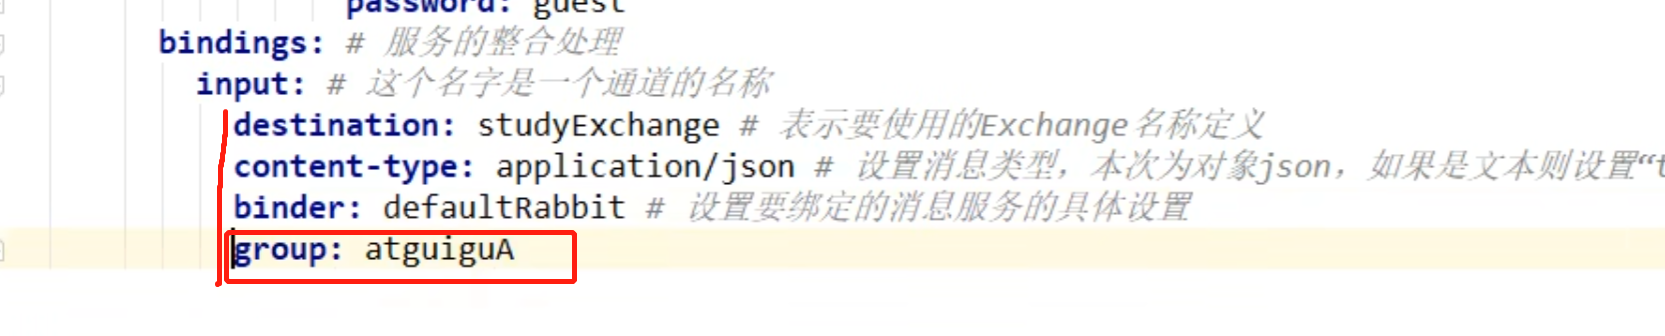 password: guest
bindings: # 服务的整合处理
input: # 这个名字是一个通道的名称
destination: studyExchange # 表示要使用的Exchange名称定义
content-type: application/json # 设置消息类型，本次为对象json，如果是文本则设置“t
binder: defaultRabbit # 设置要绑定的消息服务的具体设置
group: atguiguA